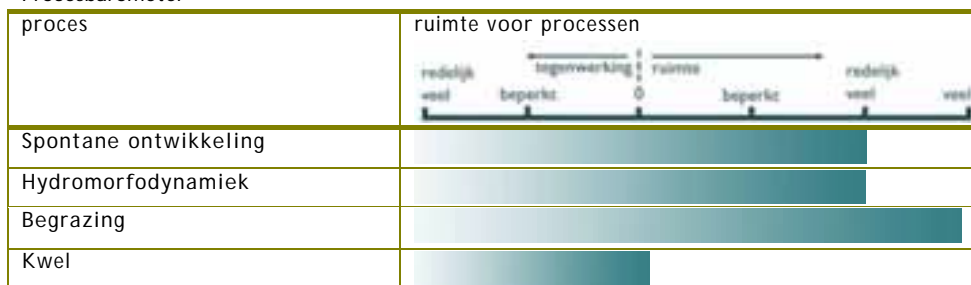 proces
ruimte voor processen
tegenwerking ruimte
redelijk redelijk
veel beperkt 0 beperkt veel veel
Spontane ontwikkeling
Hydromorfodynamiek
Begrazing
Kwel